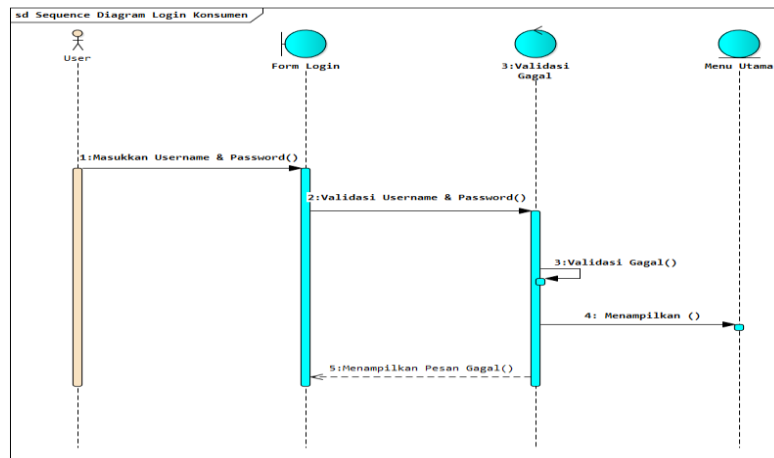 sd Sequence Diagram Login Konsumen
User
Form Login
3:Validasi
Gagal
Menu Utama
1:Masukkan Username & Password()
2:Validasi Username & Password()
3:Validasi Gagal()
4: Menampilkan ()
5:Menampilkan Pesan Gagal()